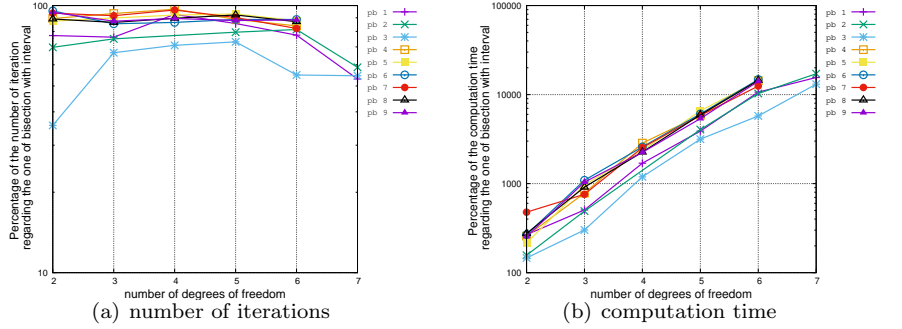 Percentage of the number of iteration
regarding the one of bisection with interval
100
10
2 3 4 5 6 7
number of degrees of freedom
pb 1
pb 2
pb 3
pb 4
pb 5
pb 6
pb 7
pb 8
pb 9
(a) number of iterations
Percentage of the computation time
regarding the one of bisection with interval
100000
10000
1000
100
2 3 4 5 6 7
number of degrees of freedom
pb 1
pb 2
pb 3
pb 4
pb 5
pb 6
pb 7
pb 8
pb 9
(b) computation time